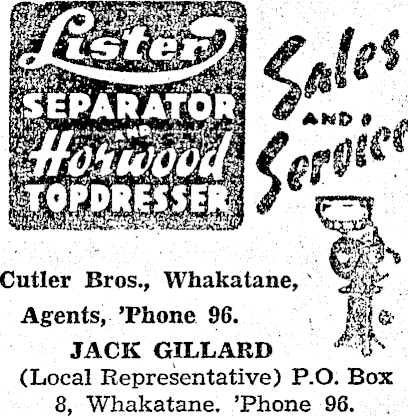 Lister
SEPARATOR
AND
Horwood
TOPDRESSER
Sales
AND
Service
Cutler Bros., Whakatane,
Agents, 'Phone 96.
JACK GILLARD
(Local Representative) P.O. Box
8, Whakatane. 'Phone 96.